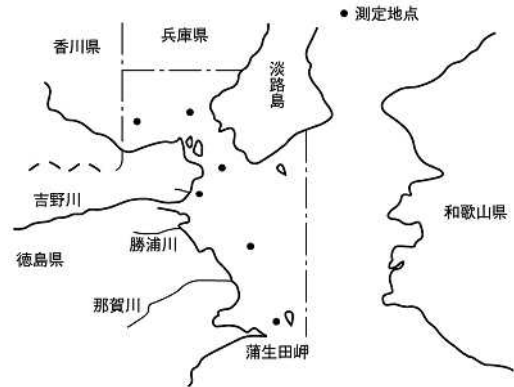 ● 測定地点
兵庫県
香川県
淡路島
吉野川
和歌山県
勝浦川
徳島県
那賀川
蒲生田岬